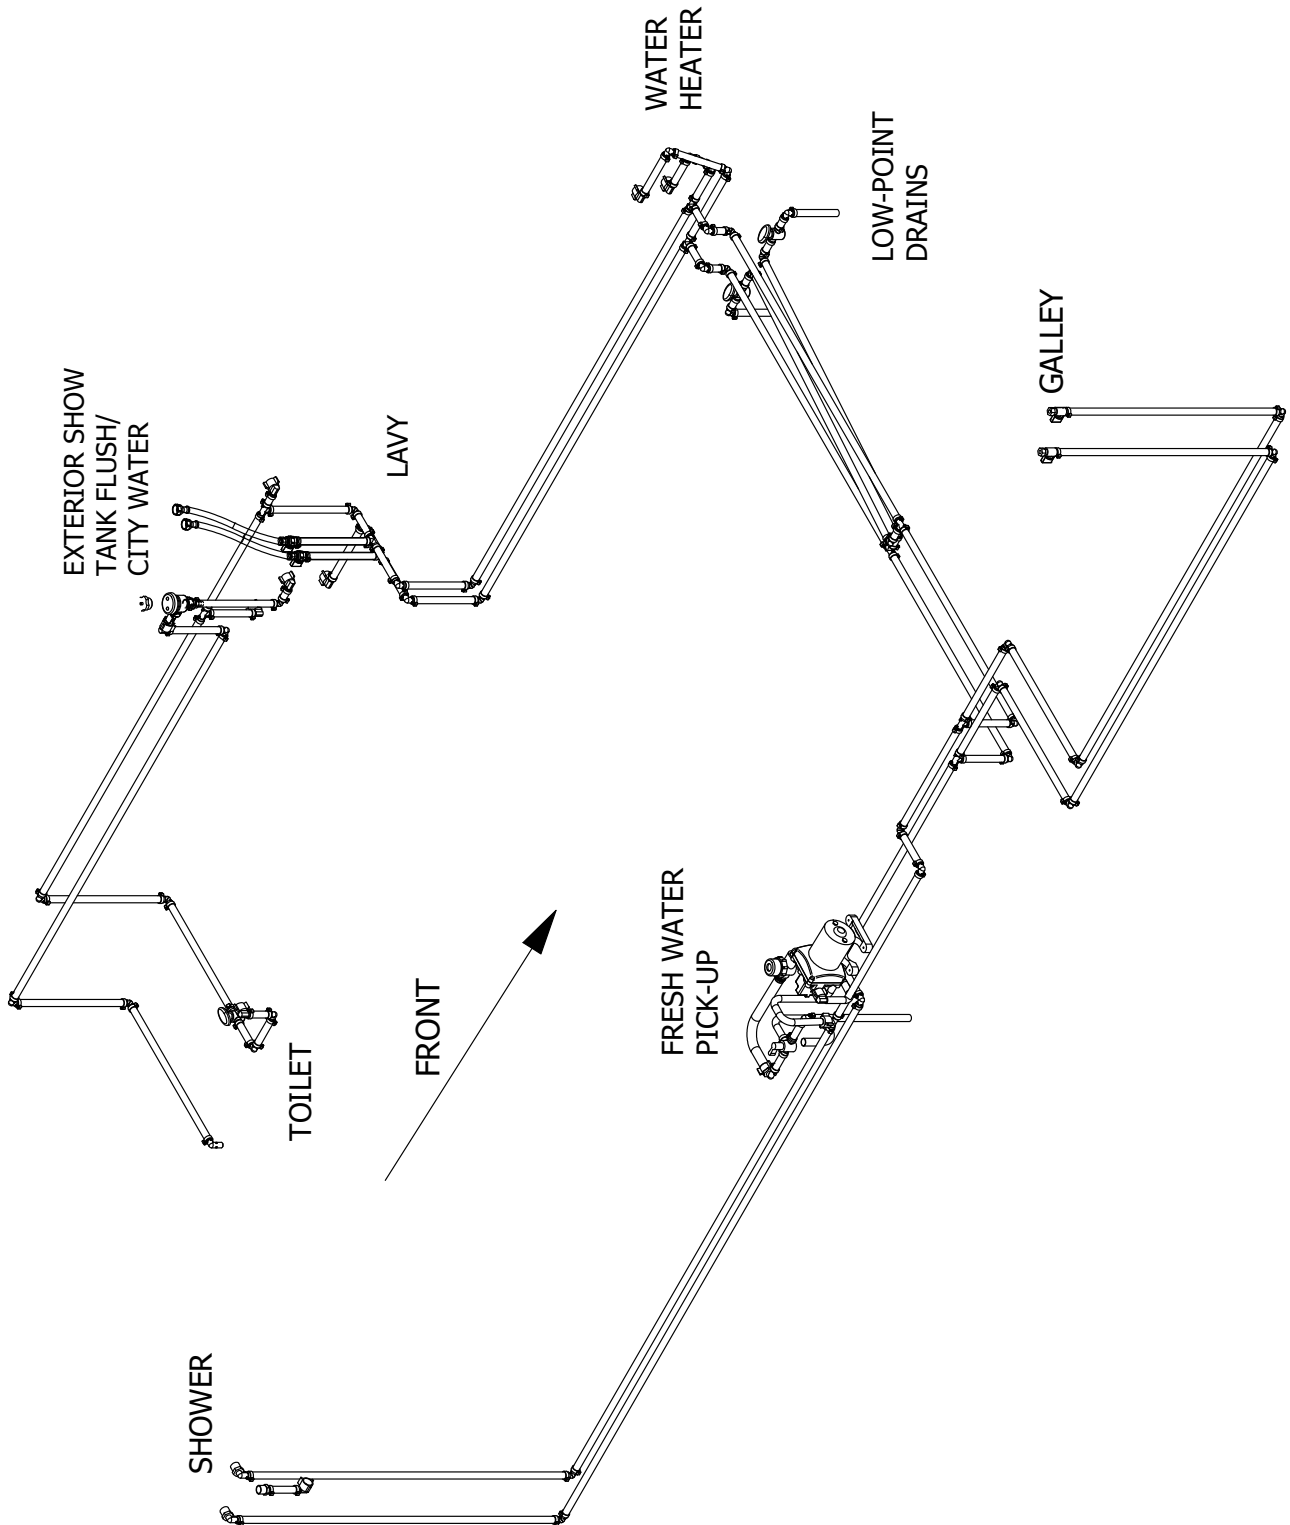 WATER
HEATER
LOW-POINT
DRAINS
GALLEY
EXTERIOR SHOW
TANK FLUSH/
CITY WATER
LAVY
FRESH WATER
PICK-UP
FRONT
TOILET
SHOWER